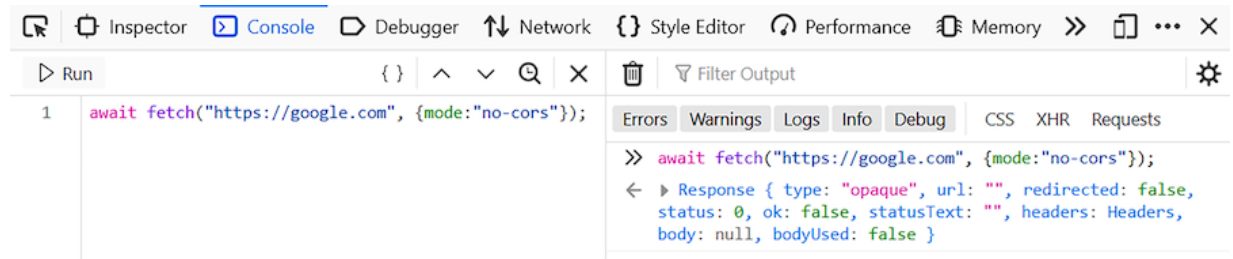 Inspector Console Debugger Network {} Style Editor Performance Memory
Run { }
Filter Output
1 await fetch("https://google.com", {mode:"no-cors"});
Errors Warnings Logs Info Debug CSS XHR Requests
await fetch("https://google.com", {mode:"no-cors"});
Response { type: "opaque", url: "", redirected: false,
status: 0, ok: false, statusText: "", headers: Headers,
body: null, bodyUsed: false }